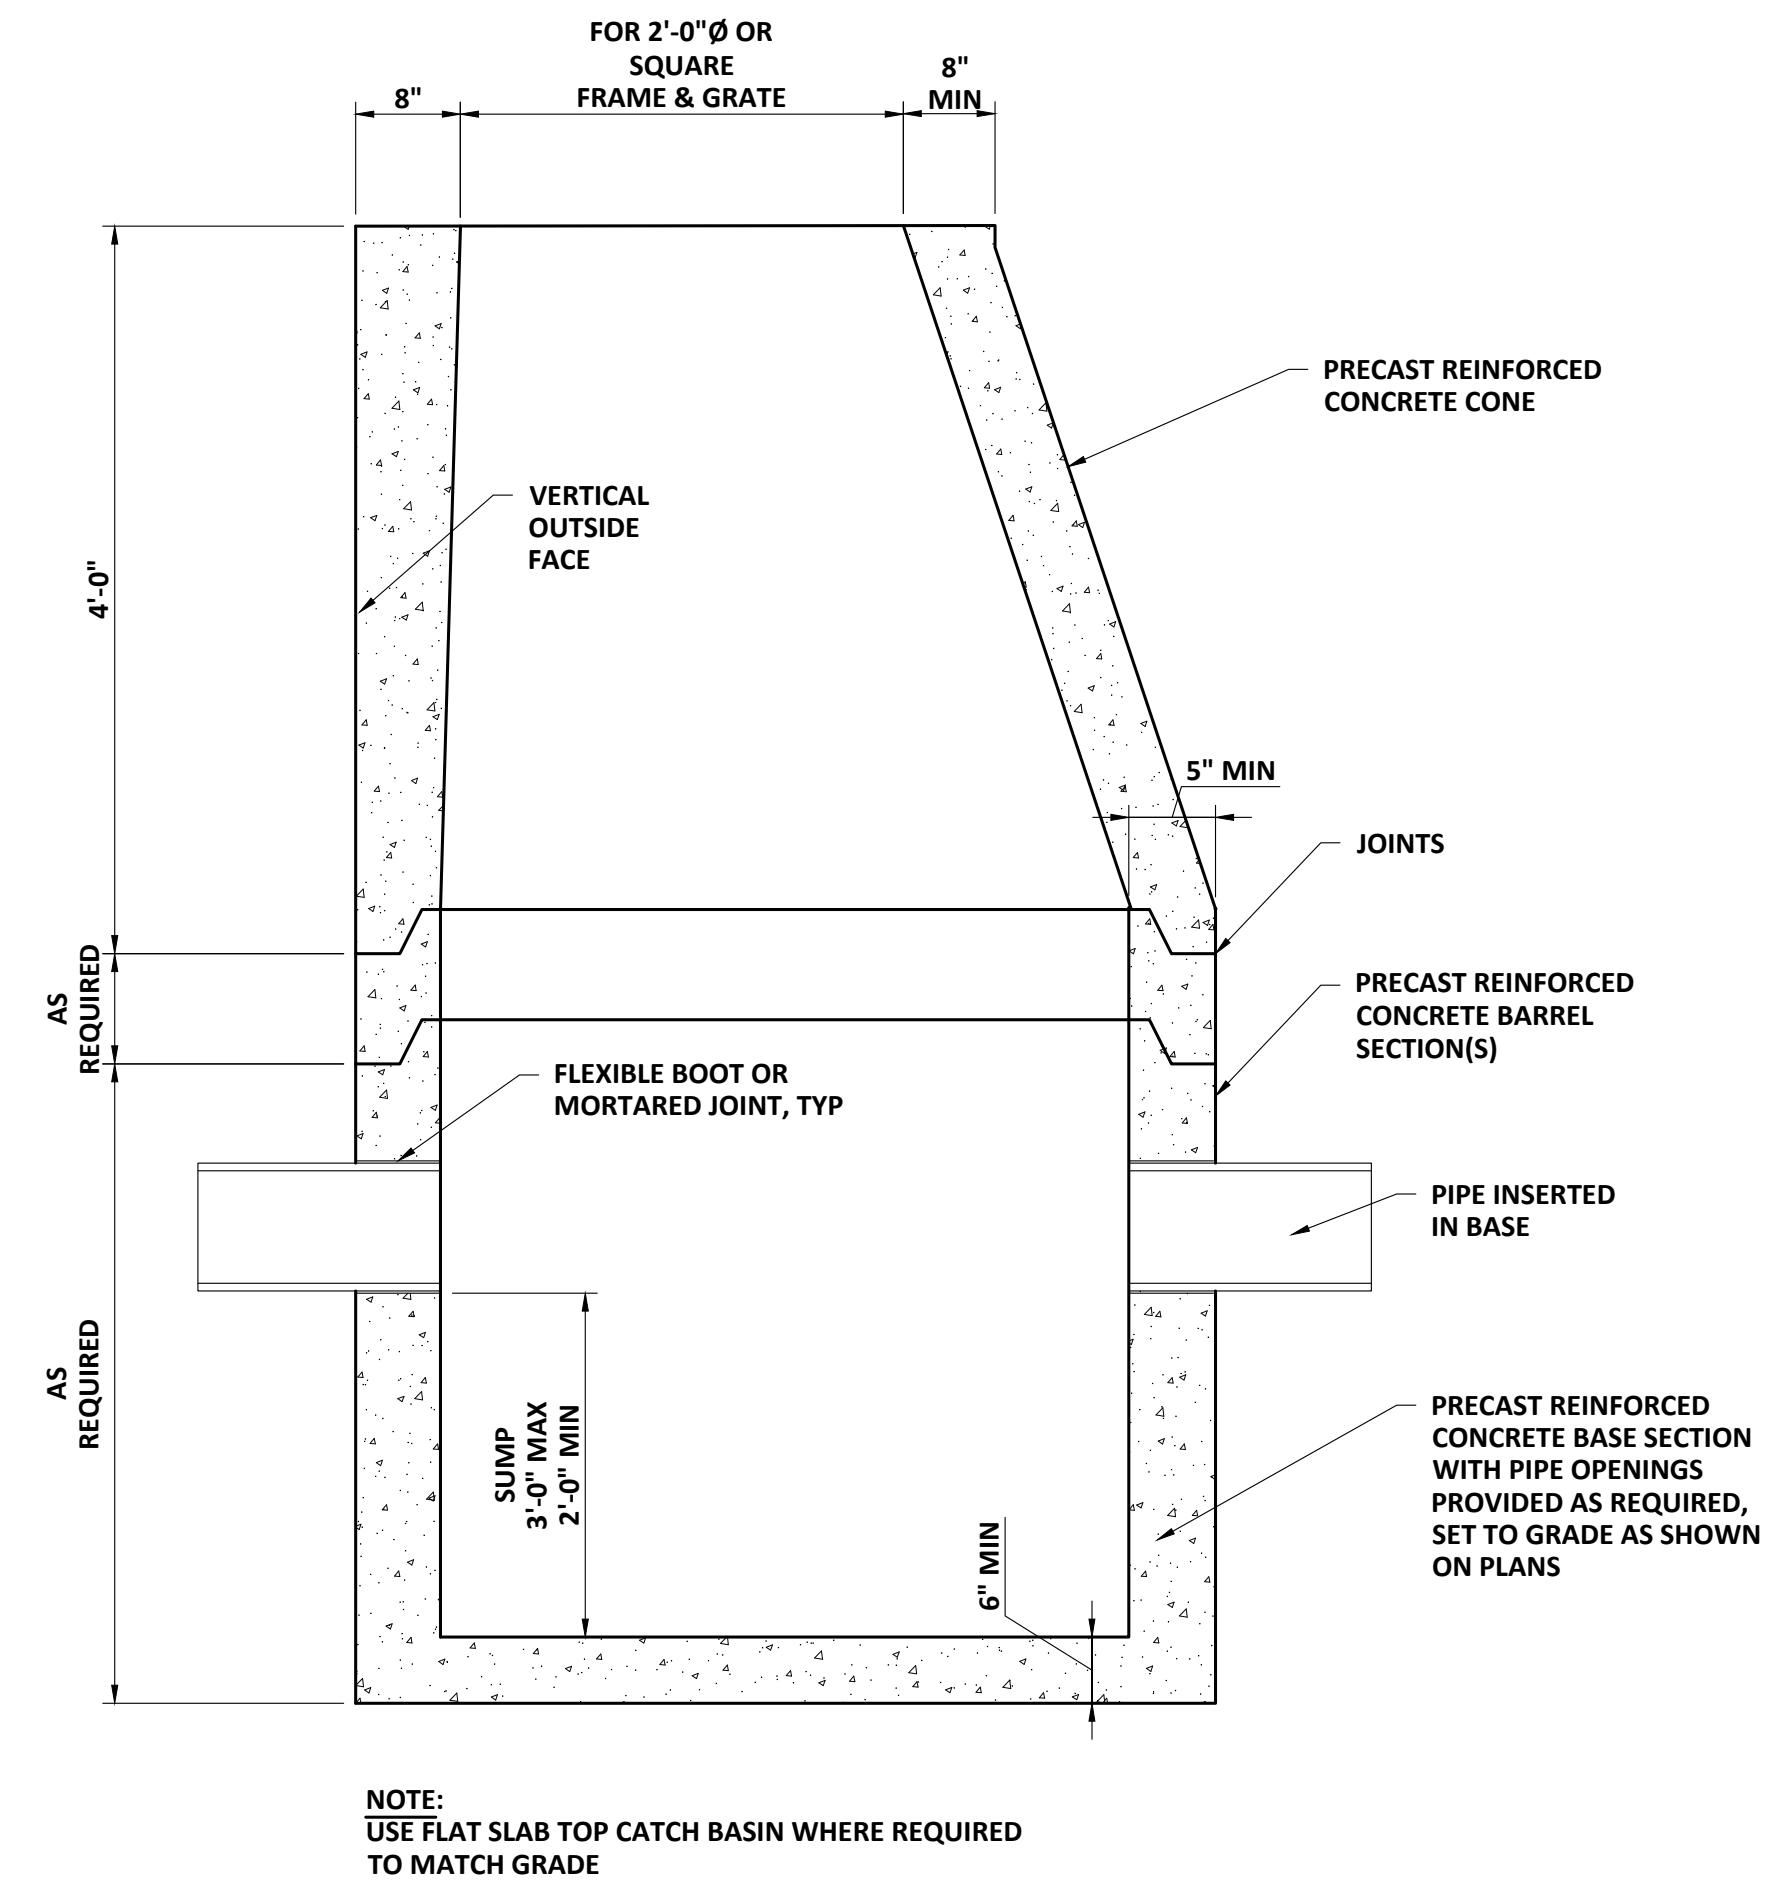 FOR 2'-0"Ø OR
SQUARE
FRAME & GRATE
8"
8"
MIN
PRECAST REINFORCED
CONCRETE CONE
VERTICAL
OUTSIDE
FACE
4'-0"
5" MIN
JOINTS
AS
REQUIRED
PRECAST REINFORCED
CONCRETE BARREL
SECTION(S)
FLEXIBLE BOOT OR
MORTARED JOINT, TYP
PIPE INSERTED
IN BASE
AS
REQUIRED
SUMP
3'-0" MAX
2'-0" MIN
6" MIN
PRECAST REINFORCED
CONCRETE BASE SECTION
WITH PIPE OPENINGS
PROVIDED AS REQUIRED,
SET TO GRADE AS SHOWN
ON PLANS
NOTE:
USE FLAT SLAB TOP CATCH BASIN WHERE REQUIRED
TO MATCH GRADE